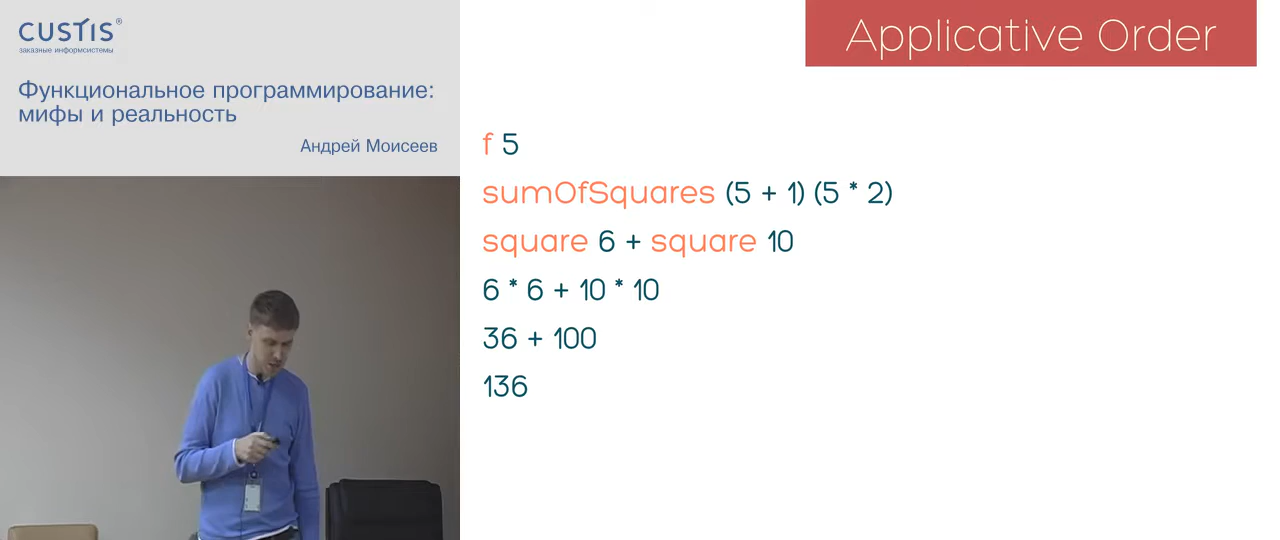 CUSTIS®
заказные информсистемы
Функциональное программирование:
мифы и реальность
Андрей Моисеев
Applicative Order
f 5
sumOfSquares (5 + 1) (5 * 2)
square 6 + square 10
6 * 6 + 10 * 10
36 + 100
136